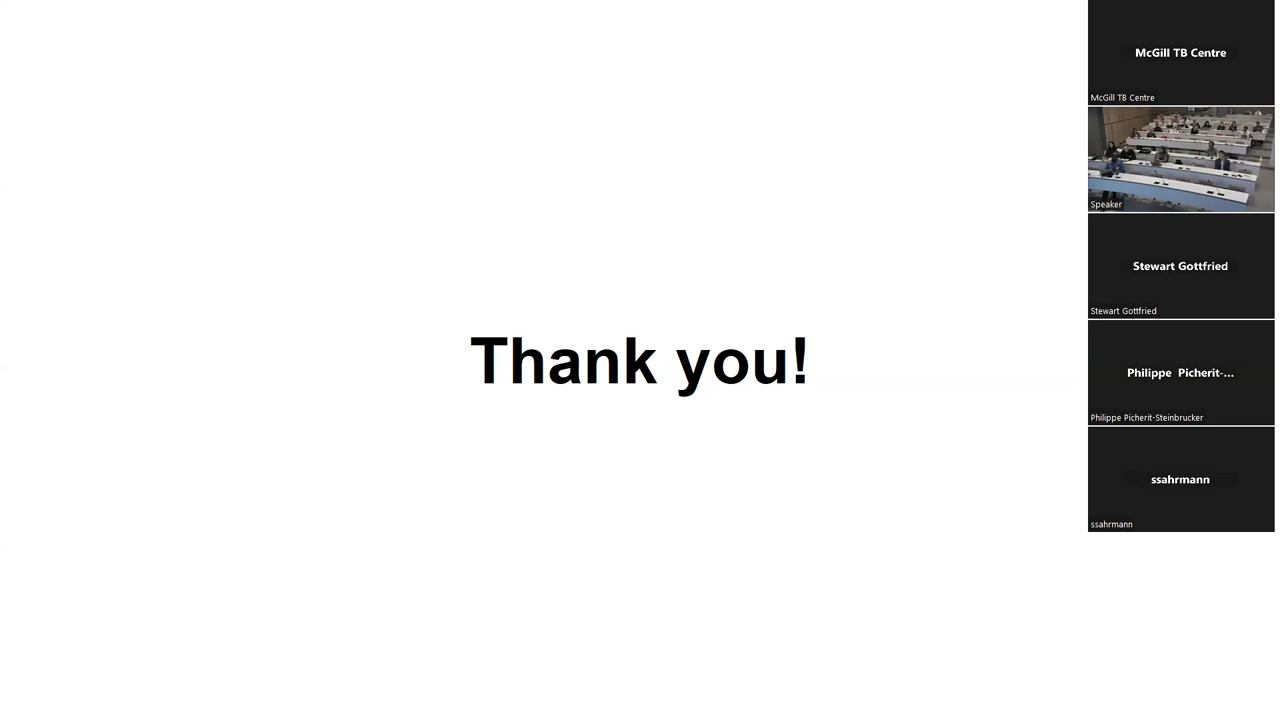 Thank you!
McGill TB Centre
McGill TB Centre
Speaker
Stewart Gottfried
Stewart Gottfried
Philippe Picherit-...
Philippe Picherit-Steinbrucker
ssahrmann
ssahrmann